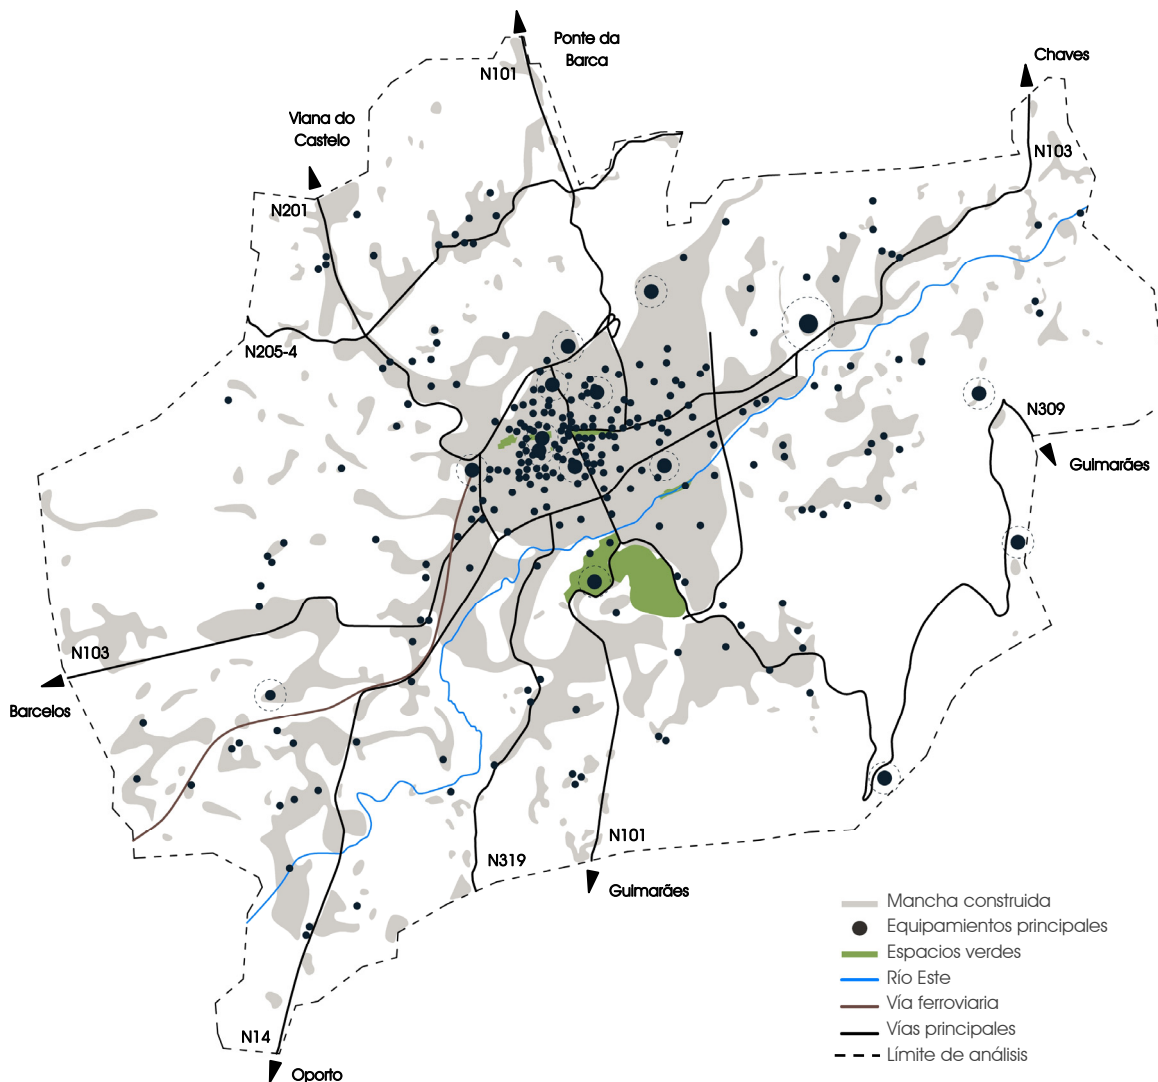 Ponte da
Barca
N101
Chaves
Viana do
Castelo
N103
N201
N205-4
N309
Guimarães
N103
Barcelos
N101
N319
Guimarães
Mancha construida
Equipamientos principales
Espacios verdes
Río Este
Vía ferroviaria
Vías principales
Límite de análisis
N14
Oporto